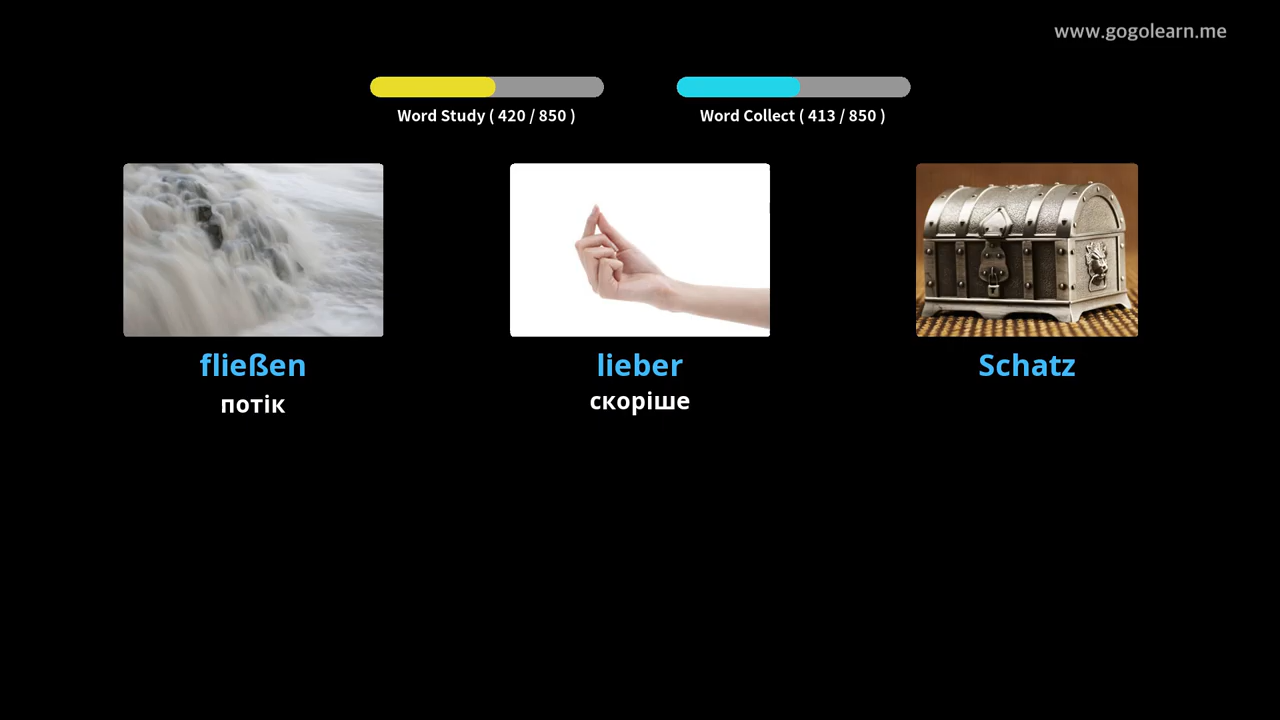 www.gogolearn.me
Word Study ( 420 / 850 )
Word Collect ( 413 / 850 )
fließen
потік
lieber
скоріше
Schatz